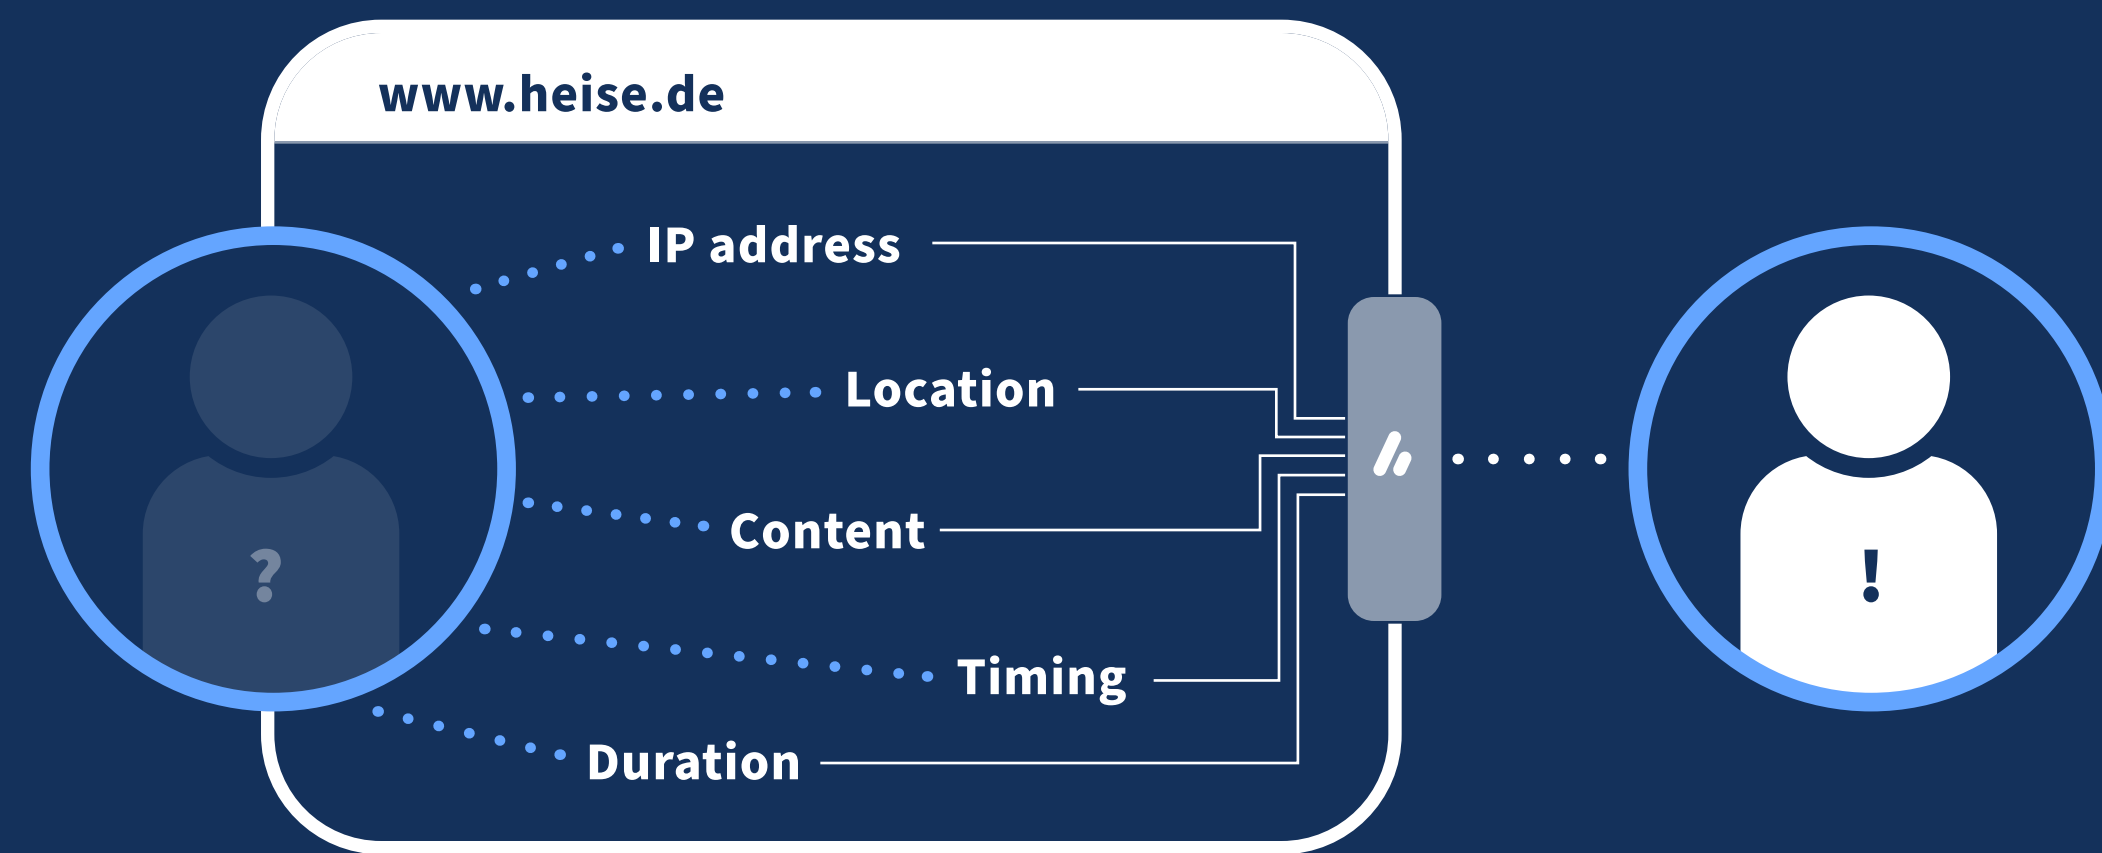 www.heise.de
IP address
Location
Content
?
!
Timing
Duration